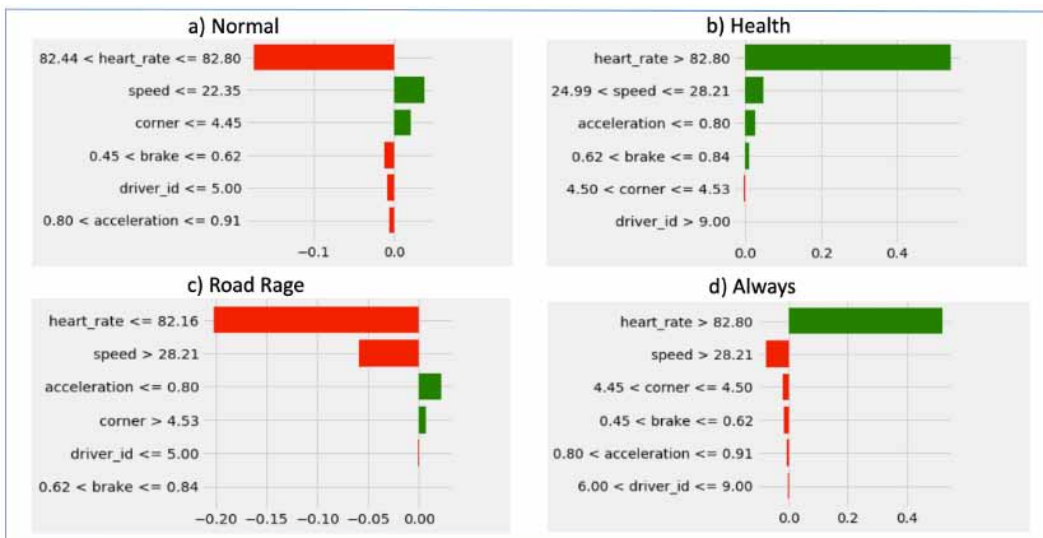 a) Normal
82.44 < heart_rate <= 82.80
speed <= 22.35
corner <= 4.45
0.45 < brake <= 0.62
driver_id <= 5.00
0.80 < acceleration <= 0.91
−0.1 0.0
b) Health
heart_rate > 82.80
24.99 < speed <= 28.21
acceleration <= 0.80
0.62 < brake <= 0.84
4.50 < corner <= 4.53
driver_id > 9.00
0.0 0.2 0.4
c) Road Rage
heart_rate <= 82.16
speed > 28.21
acceleration <= 0.80
corner > 4.53
driver_id <= 5.00
0.62 < brake <= 0.84
−0.20 −0.15 −0.10 −0.05 0.00
d) Always
heart_rate > 82.80
speed > 28.21
4.45 < corner <= 4.50
0.45 < brake <= 0.62
0.80 < acceleration <= 0.91
6.00 < driver_id <= 9.00
0.0 0.2 0.4